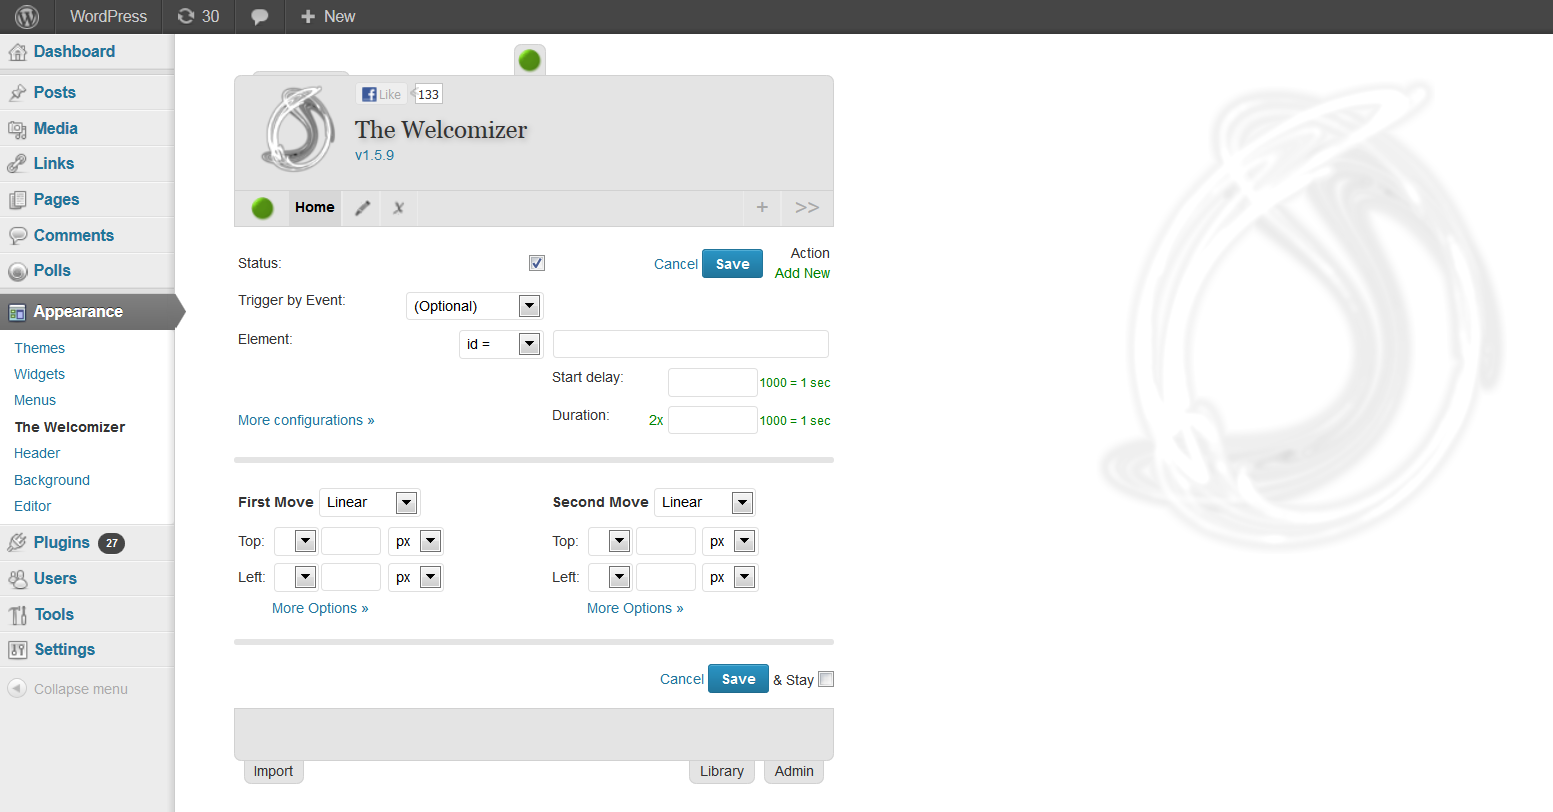 WordPress 30 New
Dashboard
Posts
Media
Links
Pages
Comments
Polls
Appearance
Themes
Widgets
Menus
The Welcomizer
Header
Background
Editor
Plugins 27
Users
Tools
Settings
Collapse menu
Like 133
The Welcomizer
v1.5.9
Home X + >>
Status: Cancel Save Action
Add New
Trigger by Event: (Optional)
Element: id =
Start delay: 1000 = 1 sec
More configurations » Duration: 2x 1000 = 1 sec
First Move Linear Second Move Linear
Top: px Top: px
Left: px Left: px
More Options » More Options »
Cancel Save & Stay
Import Library Admin